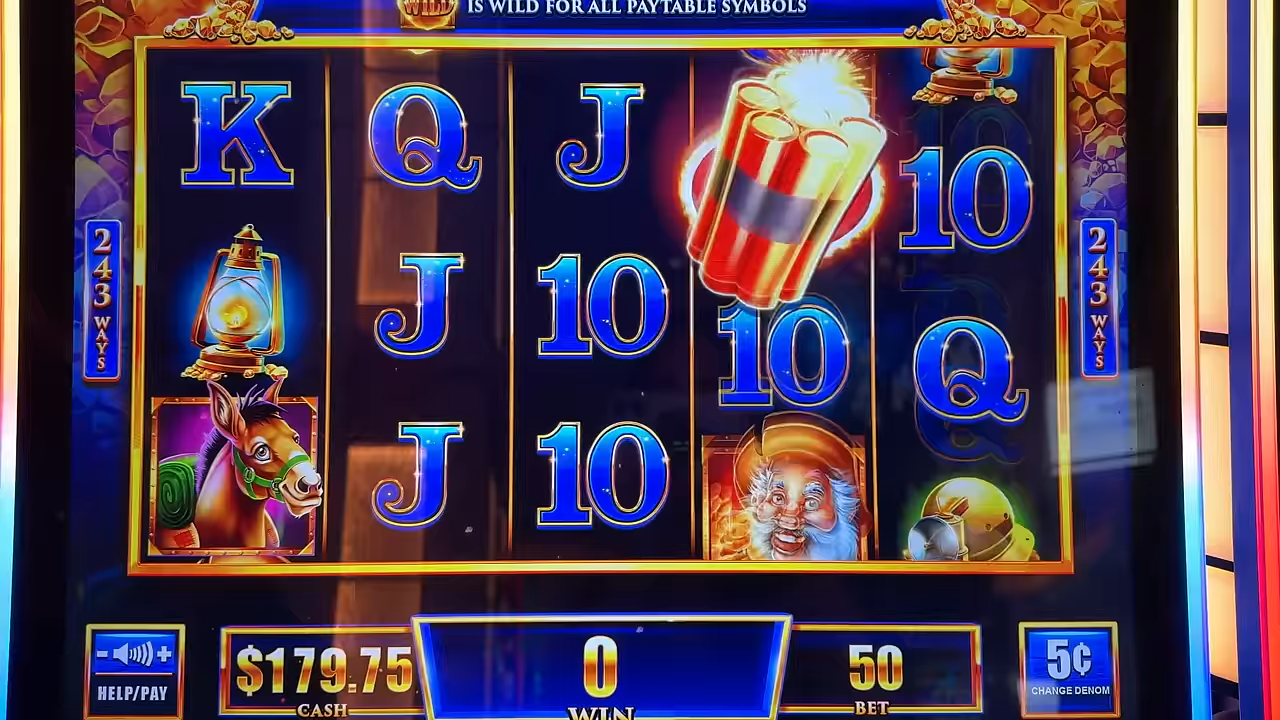 WILD IS WILD FOR ALL PAYTABLE SYMBOLS
K Q J 10
243 WAYS
243 WAYS
J 10 10 Q
J 10
HELP/PAY
$179.75
CASH
0
WIN
50
BET
5¢
CHANGE DENOM